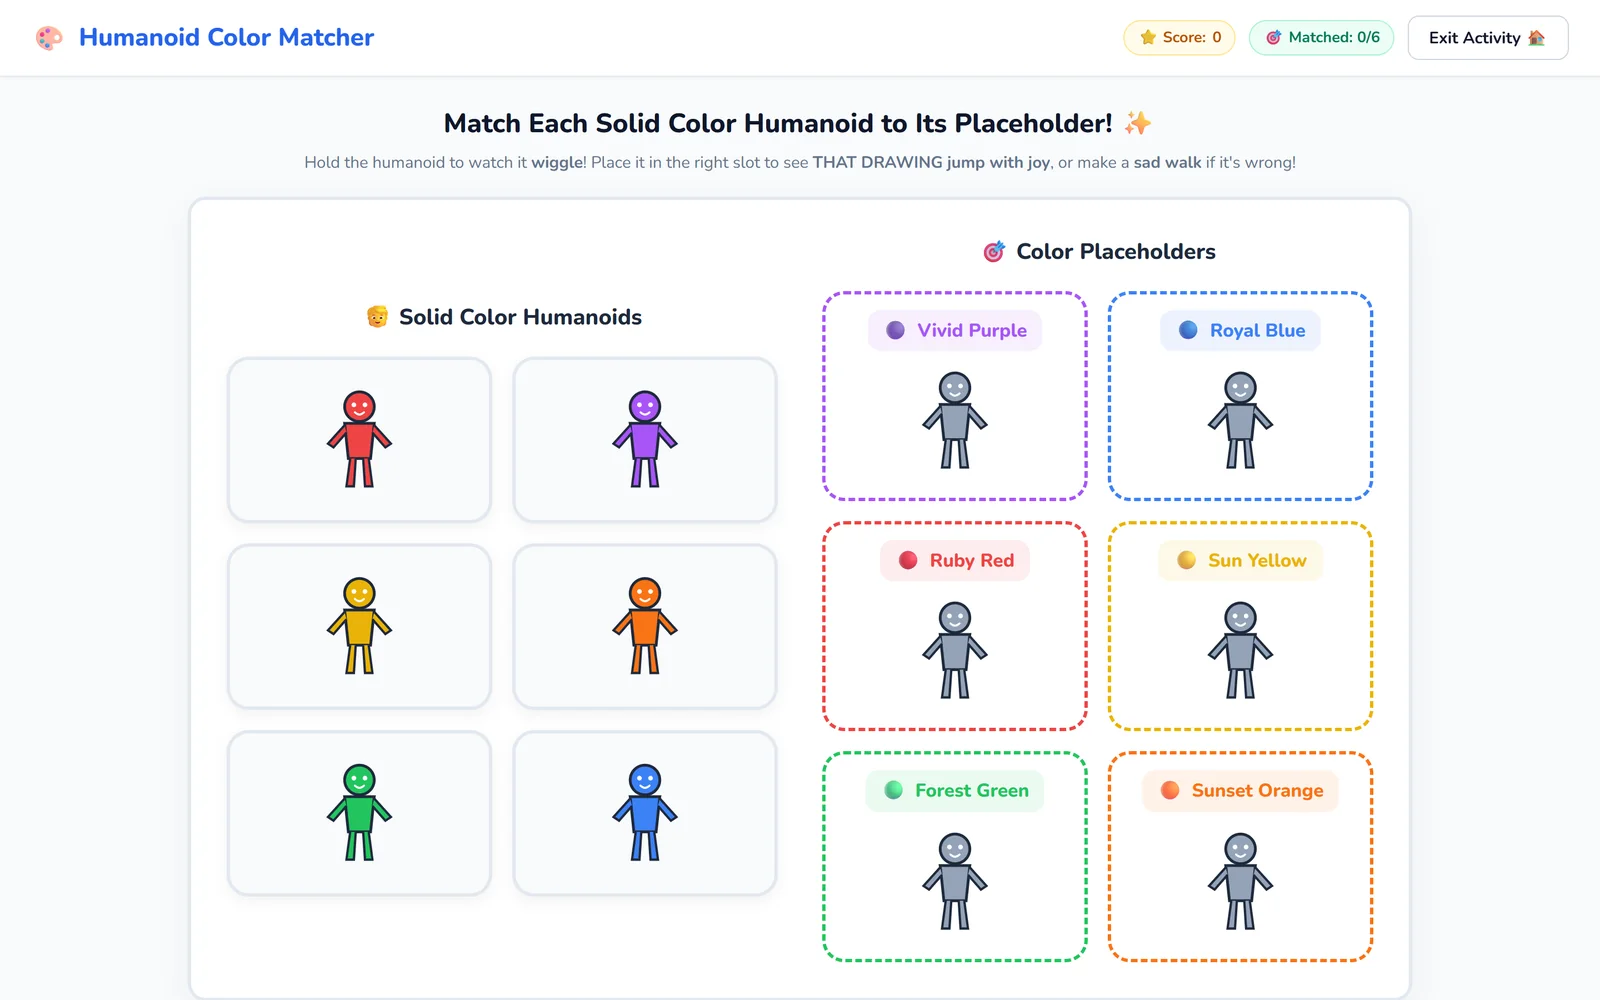 Humanoid Color Matcher
Score: 0
Matched: 0/6
Exit Activity
Match Each Solid Color Humanoid to Its Placeholder!
Hold the humanoid to watch it wiggle! Place it in the right slot to see THAT DRAWING jump with joy, or make a sad walk if it's wrong!
Solid Color Humanoids
Color Placeholders
Vivid Purple
Royal Blue
Ruby Red
Sun Yellow
Forest Green
Sunset Orange